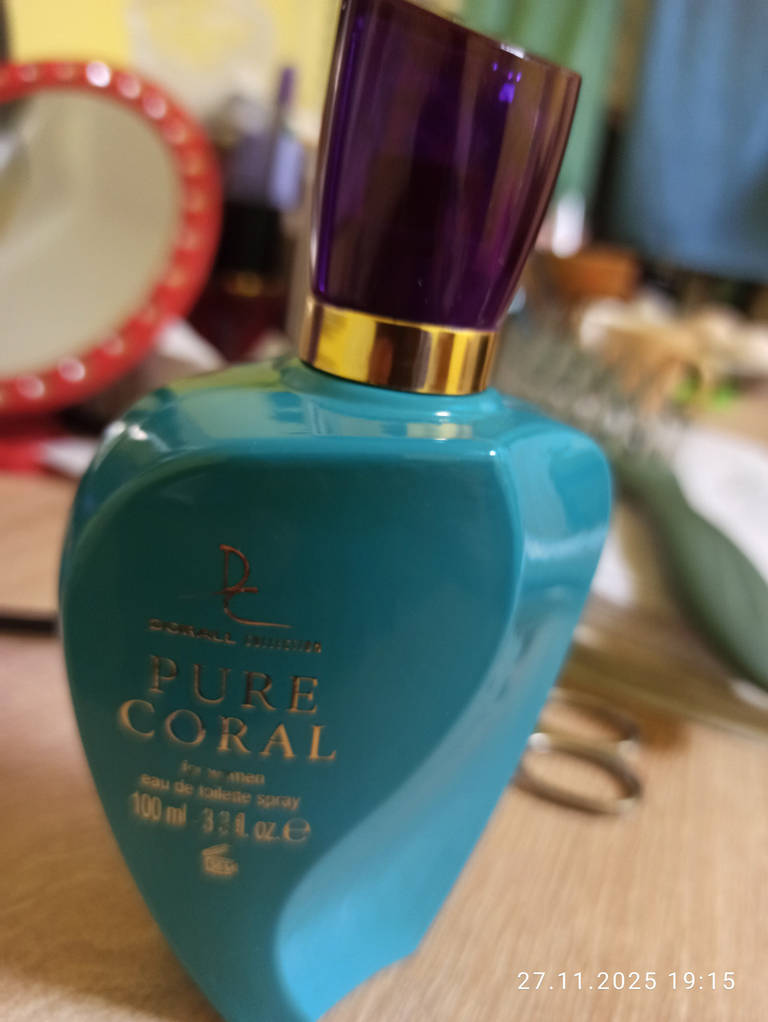 DC
DORALL COLLECTION
PURE
CORAL
for women
eau de toilette spray
100 ml 3.3 fl. oz. ℮
27.11.2025 19:15